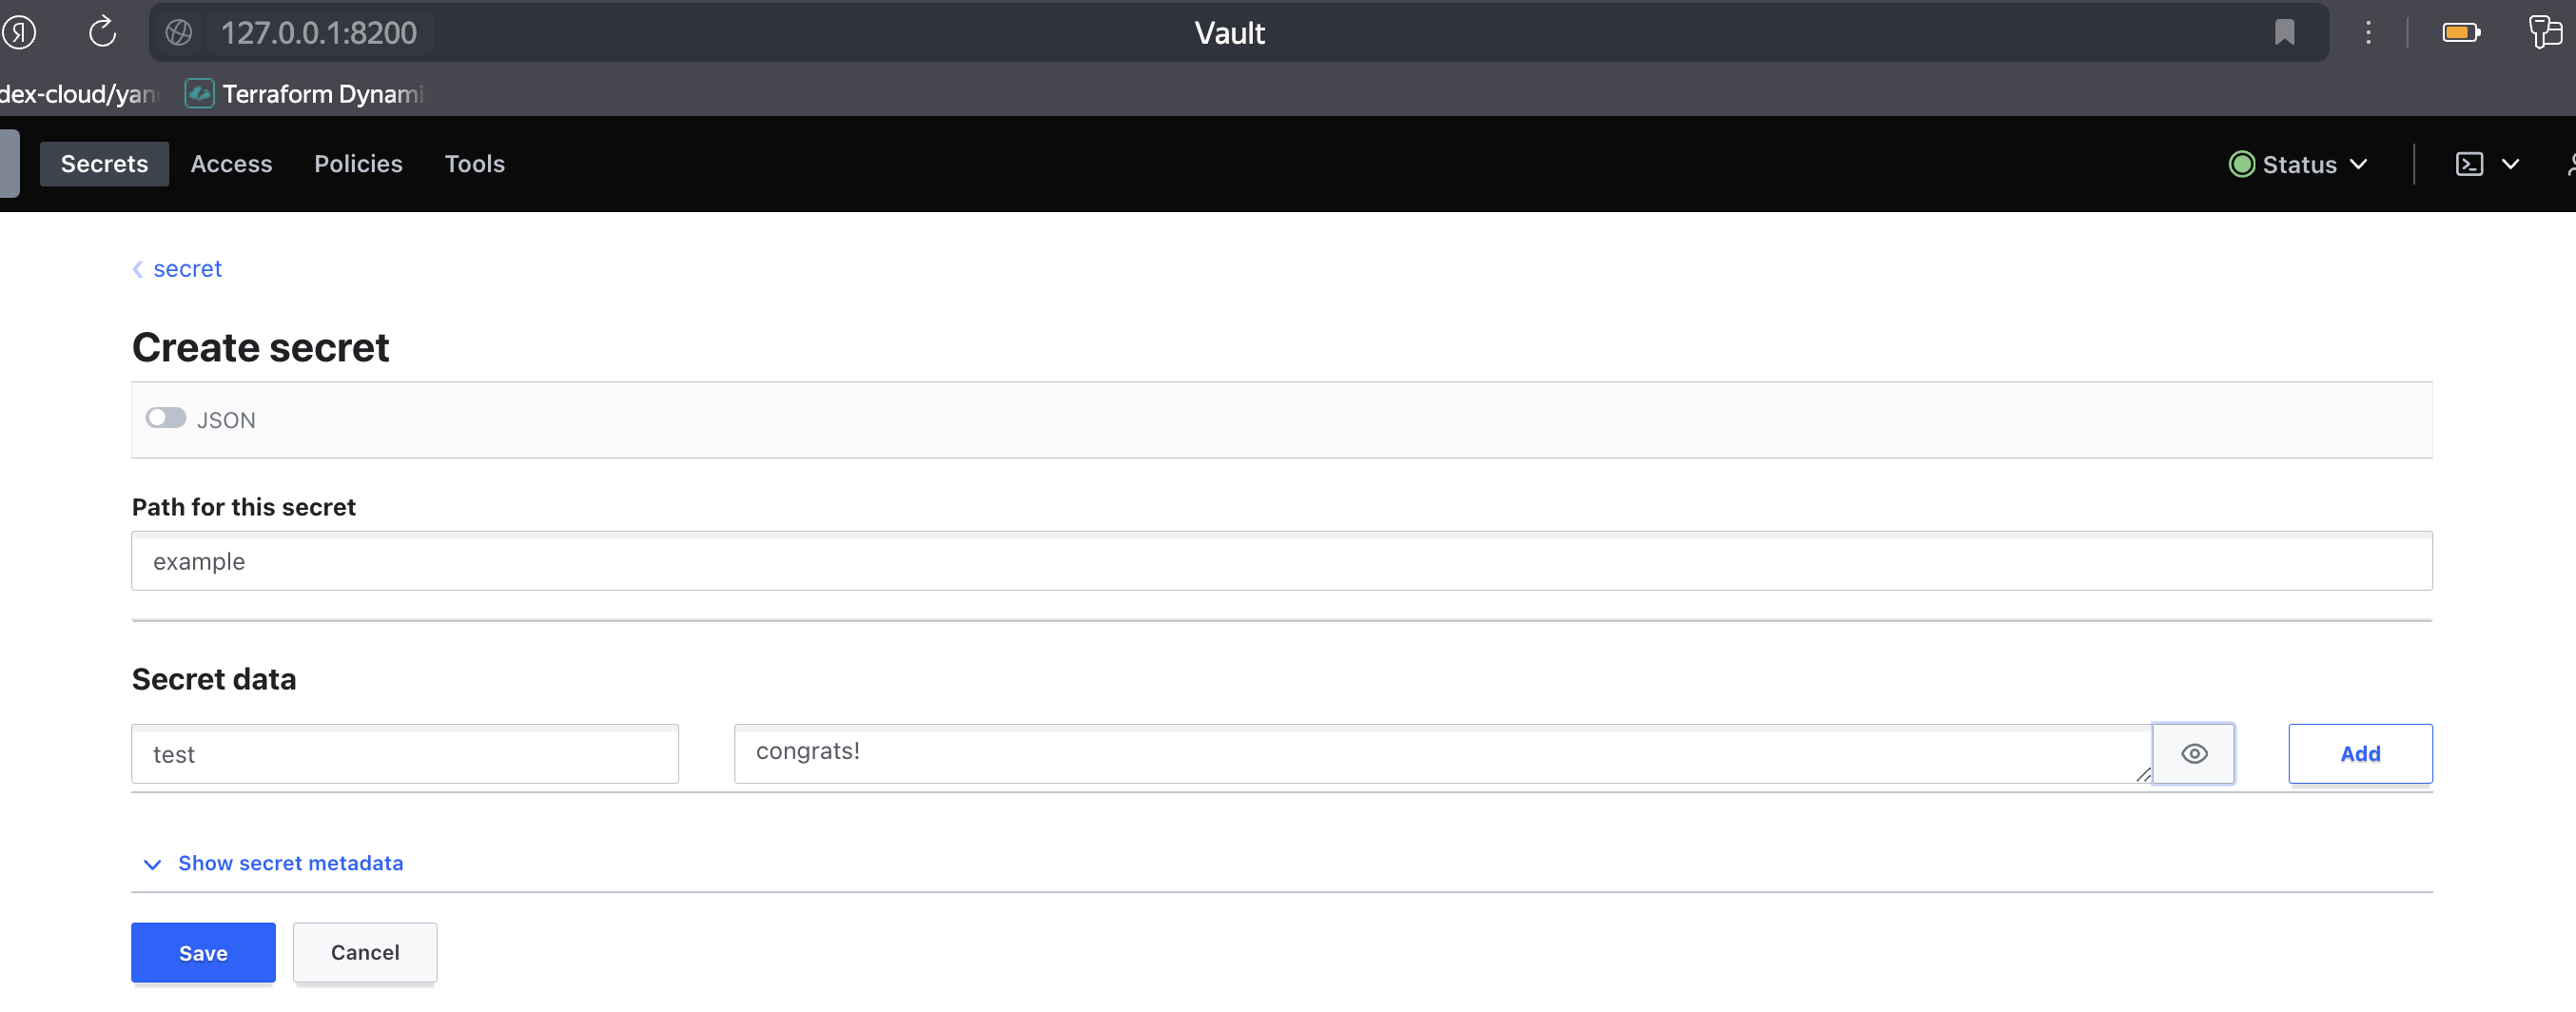 Я 127.0.0.1:8200 Vault
dex-cloud/yan Terraform Dynami
Secrets Access Policies Tools Status
secret
Create secret
JSON
Path for this secret
example
Secret data
test congrats! Add
Show secret metadata
Save Cancel